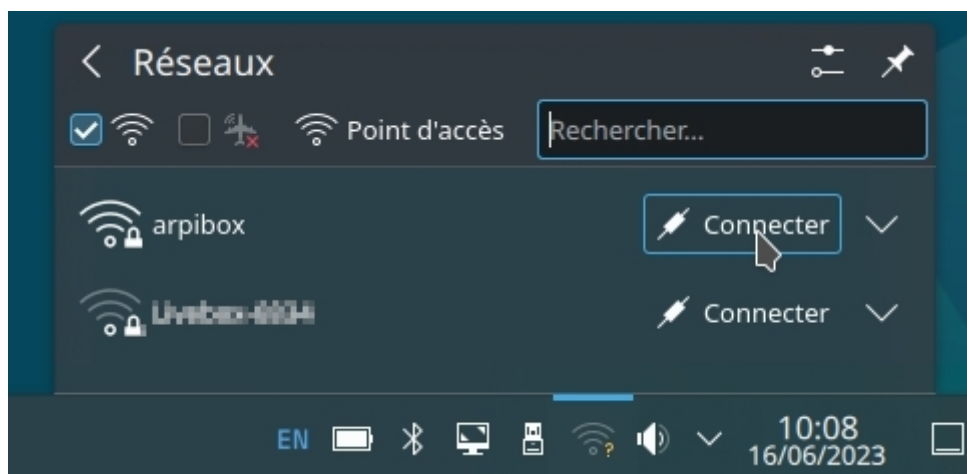 Réseaux
Point d'accès Rechercher...
arpibox Connecter
Connecter
EN 10:08
16/06/2023